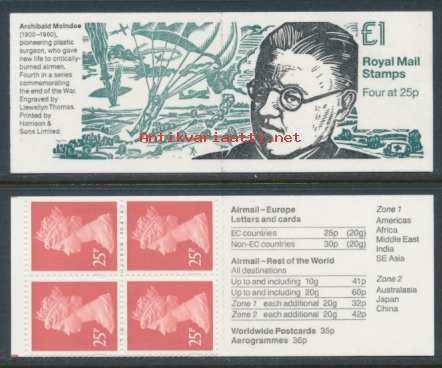 Archibald McIndoe
(1900–1960),
pioneering plastic
surgeon, who gave
new life to critically-
burned airmen.
Fourth in a series
commemorating
the end of the War.
Engraved by
Llewellyn Thomas.
Printed by
Harrison &
Sons Limited.
£1
Royal Mail
Stamps
Four at 25p
Antikvariaatti.net
25P
25P
25P
25P
Airmail – Europe
Letters and cards
EC countries 25p (20g)
Non-EC countries 30p (20g)
Airmail – Rest of the World
All destinations
Up to and including 10g 41p
Up to and including 20g 60p
Zone 1 each additional 20g 32p
Zone 2 each additional 20g 42p
Worldwide Postcards 35p
Aerogrammes 36p
Zone 1
Americas
Africa
Middle East
India
SE Asia
Zone 2
Australasia
Japan
China